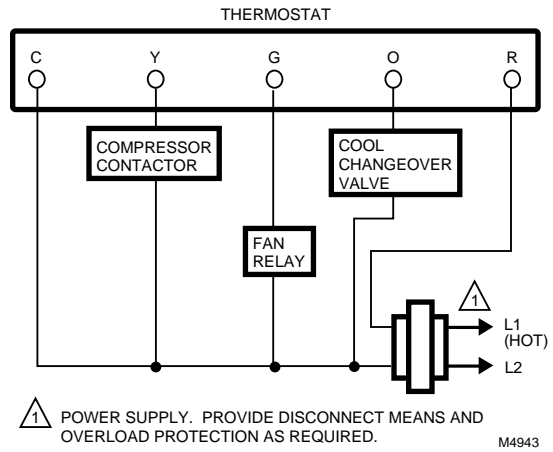 THERMOSTAT
C Y G O R
COMPRESSOR
CONTACTOR
COOL
CHANGEOVER
VALVE
FAN
RELAY
1
L1
(HOT)
L2
1 POWER SUPPLY. PROVIDE DISCONNECT MEANS AND
OVERLOAD PROTECTION AS REQUIRED.
M4943